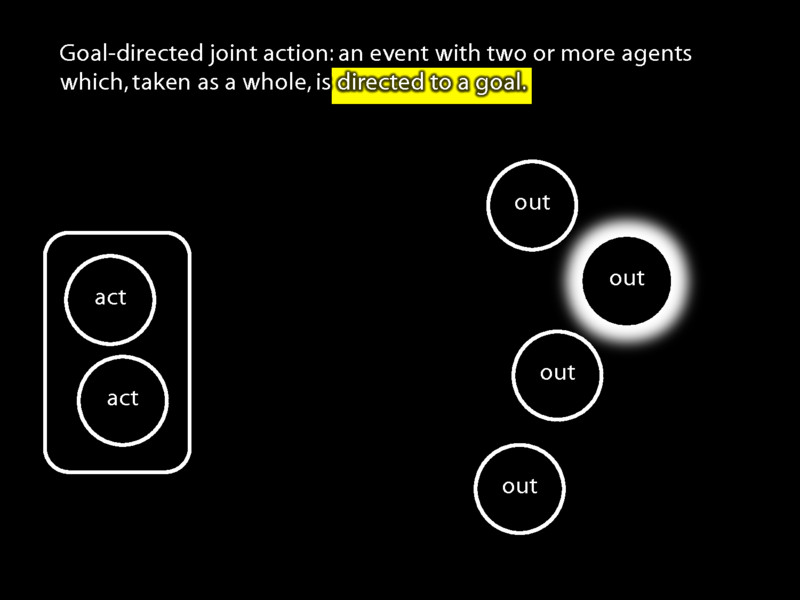 Goal-directed joint action: an event with two or more agents
which, taken as a whole, is directed to a goal.
out
out
act
out
act
out